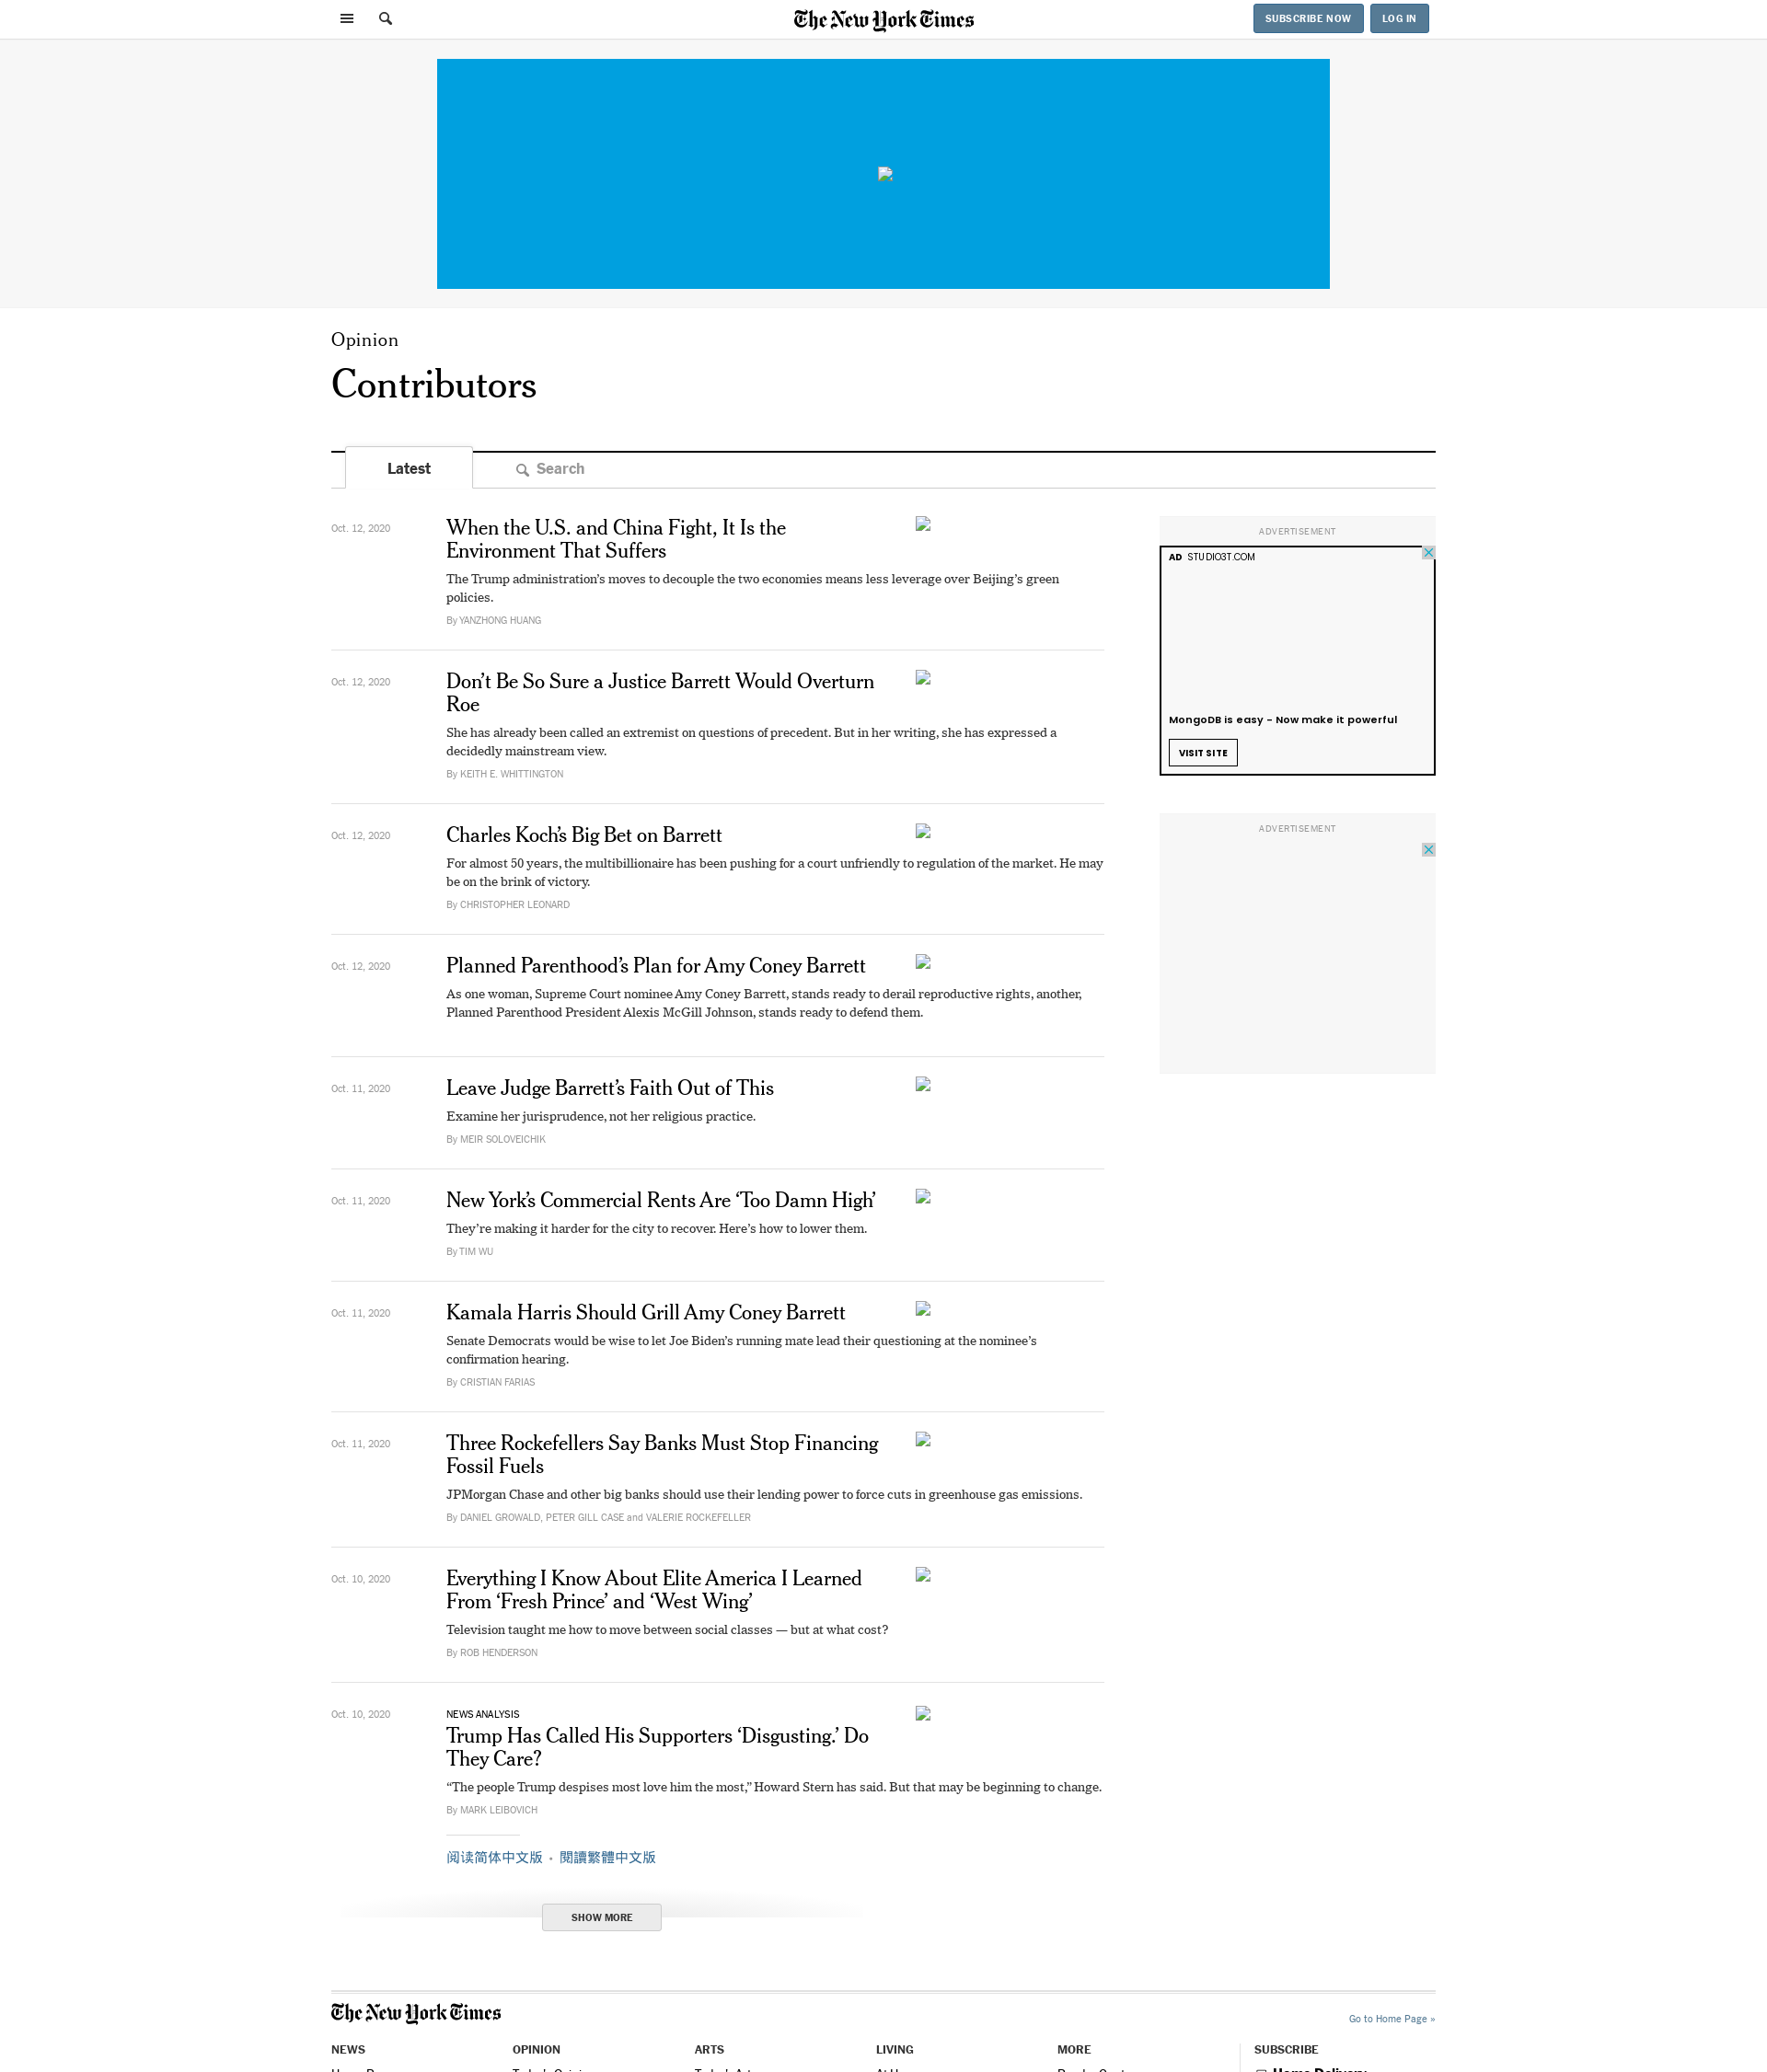 The New York Times
SUBSCRIBE NOW
LOG IN
Opinion
Contributors
Latest
Search
Oct. 12, 2020
When the U.S. and China Fight, It Is the
Environment That Suffers
The Trump administration’s moves to decouple the two economies means less leverage over Beijing’s green
policies.
By YANZHONG HUANG
Oct. 12, 2020
Don’t Be So Sure a Justice Barrett Would Overturn
Roe
She has already been called an extremist on questions of precedent. But in her writing, she has expressed a
decidedly mainstream view.
By KEITH E. WHITTINGTON
Oct. 12, 2020
Charles Koch’s Big Bet on Barrett
For almost 50 years, the multibillionaire has been pushing for a court unfriendly to regulation of the market. He may
be on the brink of victory.
By CHRISTOPHER LEONARD
Oct. 12, 2020
Planned Parenthood’s Plan for Amy Coney Barrett
As one woman, Supreme Court nominee Amy Coney Barrett, stands ready to derail reproductive rights, another,
Planned Parenthood President Alexis McGill Johnson, stands ready to defend them.
Oct. 11, 2020
Leave Judge Barrett’s Faith Out of This
Examine her jurisprudence, not her religious practice.
By MEIR SOLOVEICHIK
Oct. 11, 2020
New York’s Commercial Rents Are ‘Too Damn High’
They’re making it harder for the city to recover. Here’s how to lower them.
By TIM WU
Oct. 11, 2020
Kamala Harris Should Grill Amy Coney Barrett
Senate Democrats would be wise to let Joe Biden’s running mate lead their questioning at the nominee’s
confirmation hearing.
By CRISTIAN FARIAS
Oct. 11, 2020
Three Rockefellers Say Banks Must Stop Financing
Fossil Fuels
JPMorgan Chase and other big banks should use their lending power to force cuts in greenhouse gas emissions.
By DANIEL GROWALD, PETER GILL CASE and VALERIE ROCKEFELLER
Oct. 10, 2020
Everything I Know About Elite America I Learned
From ‘Fresh Prince’ and ‘West Wing’
Television taught me how to move between social classes — but at what cost?
By ROB HENDERSON
Oct. 10, 2020
NEWS ANALYSIS
Trump Has Called His Supporters ‘Disgusting.’ Do
They Care?
“The people Trump despises most love him the most,” Howard Stern has said. But that may be beginning to change.
By MARK LEIBOVICH
阅读简体中文版 • 閱讀繁體中文版
SHOW MORE
ADVERTISEMENT
AD STUDIO3T.COM
MongoDB is easy - Now make it powerful
VISIT SITE
ADVERTISEMENT
The New York Times
Go to Home Page »
NEWS
OPINION
ARTS
LIVING
MORE
SUBSCRIBE
Home Delivery